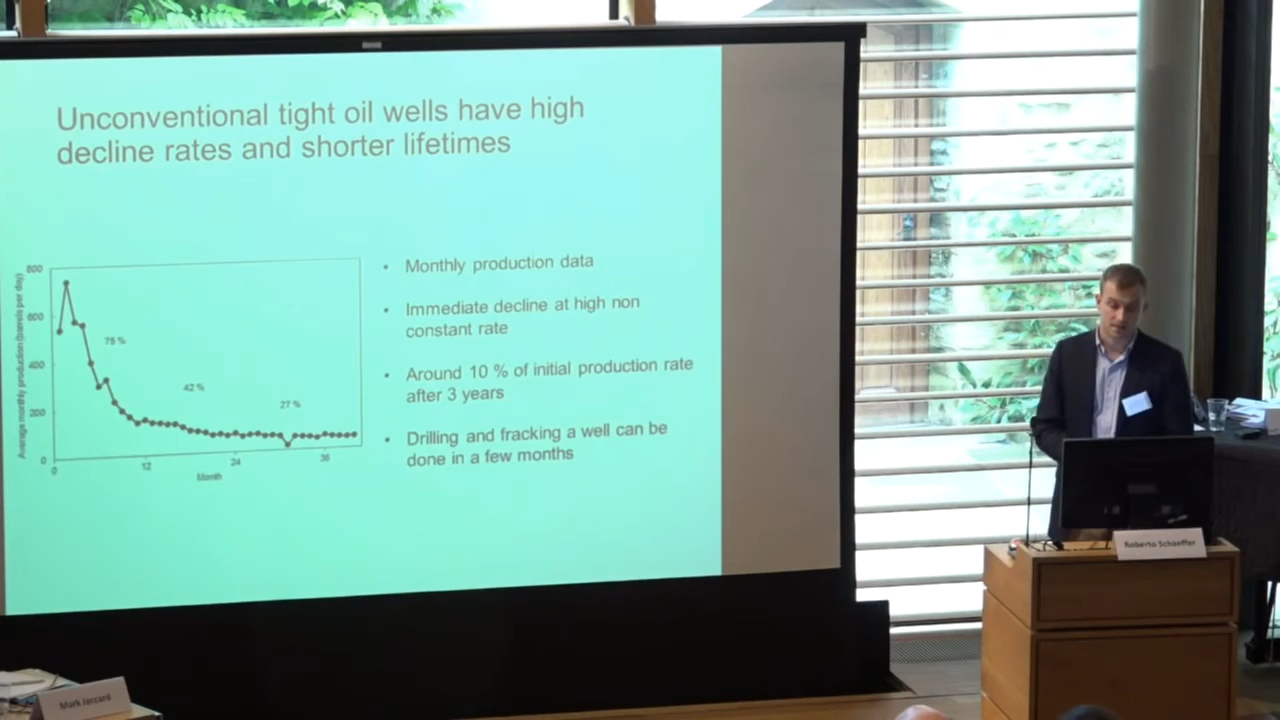 Unconventional tight oil wells have high
decline rates and shorter lifetimes
Average monthly production (barrels per day)
800
600
400
200
0
75 %
42 %
27 %
0
12
24
36
Month
• Monthly production data
• Immediate decline at high non
constant rate
• Around 10 % of initial production rate
after 3 years
• Drilling and fracking a well can be
done in a few months
Roberto Schaeffer
Mark Jaccard